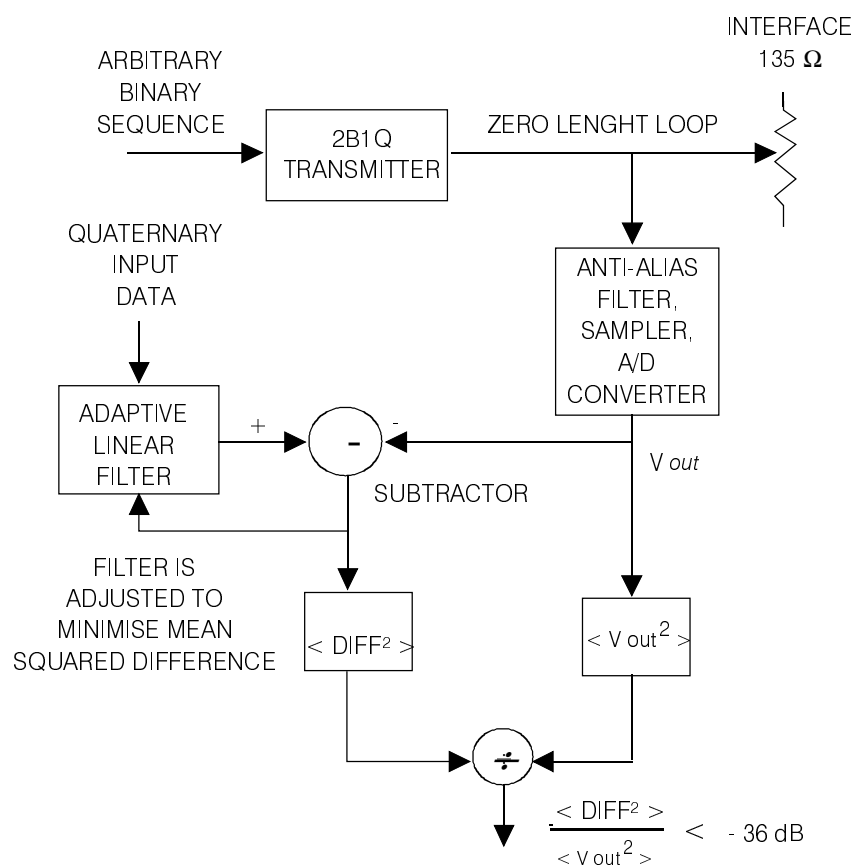 INTERFACE
135 Ω
ARBITRARY
BINARY
SEQUENCE
2B1Q
TRANSMITTER
ZERO LENGHT LOOP
QUATERNARY
INPUT
DATA
ANTI-ALIAS
FILTER,
SAMPLER,
A/D
CONVERTER
ADAPTIVE
LINEAR
FILTER
+
-
-
V out
SUBTRACTOR
FILTER IS
ADJUSTED TO
MINIMISE MEAN
SQUARED DIFFERENCE
< DIFF² >
< V out² >
÷
< DIFF² >
< V out² >
< - 36 dB